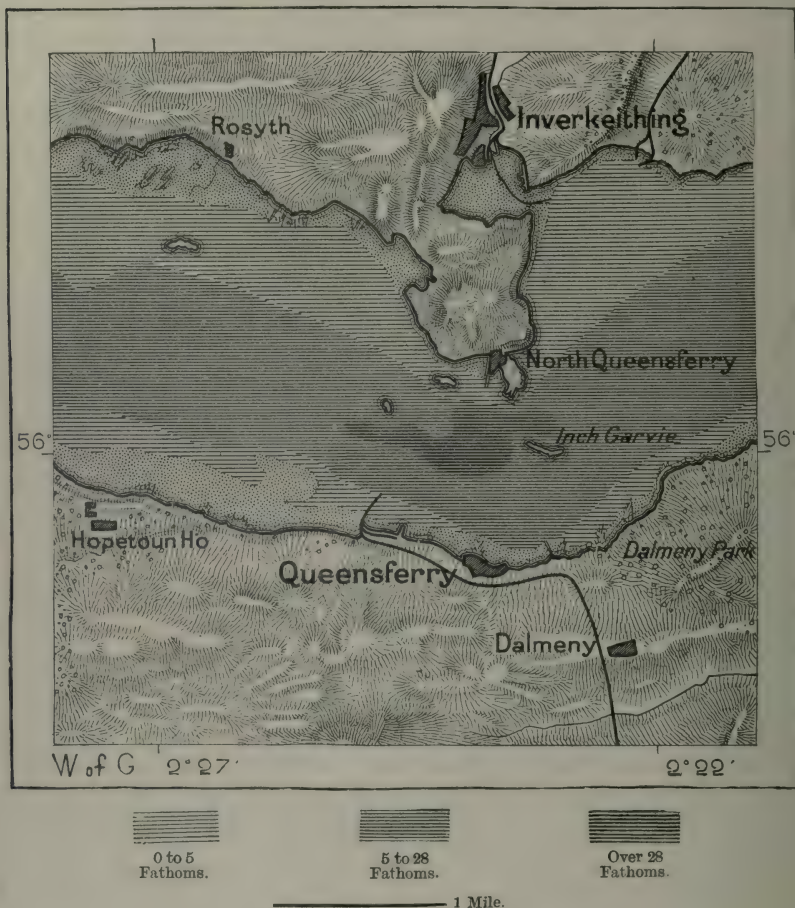 Rosyth
Inverkeithing
North Queensferry
56° Inch Garvie 56°
Hopetoun Ho
Queensferry
Dalmeny Park
Dalmeny
W of G 2°27' 2°22'
0 to 5 5 to 28 Over 28
Fathoms. Fathoms. Fathoms.
1 Mile.